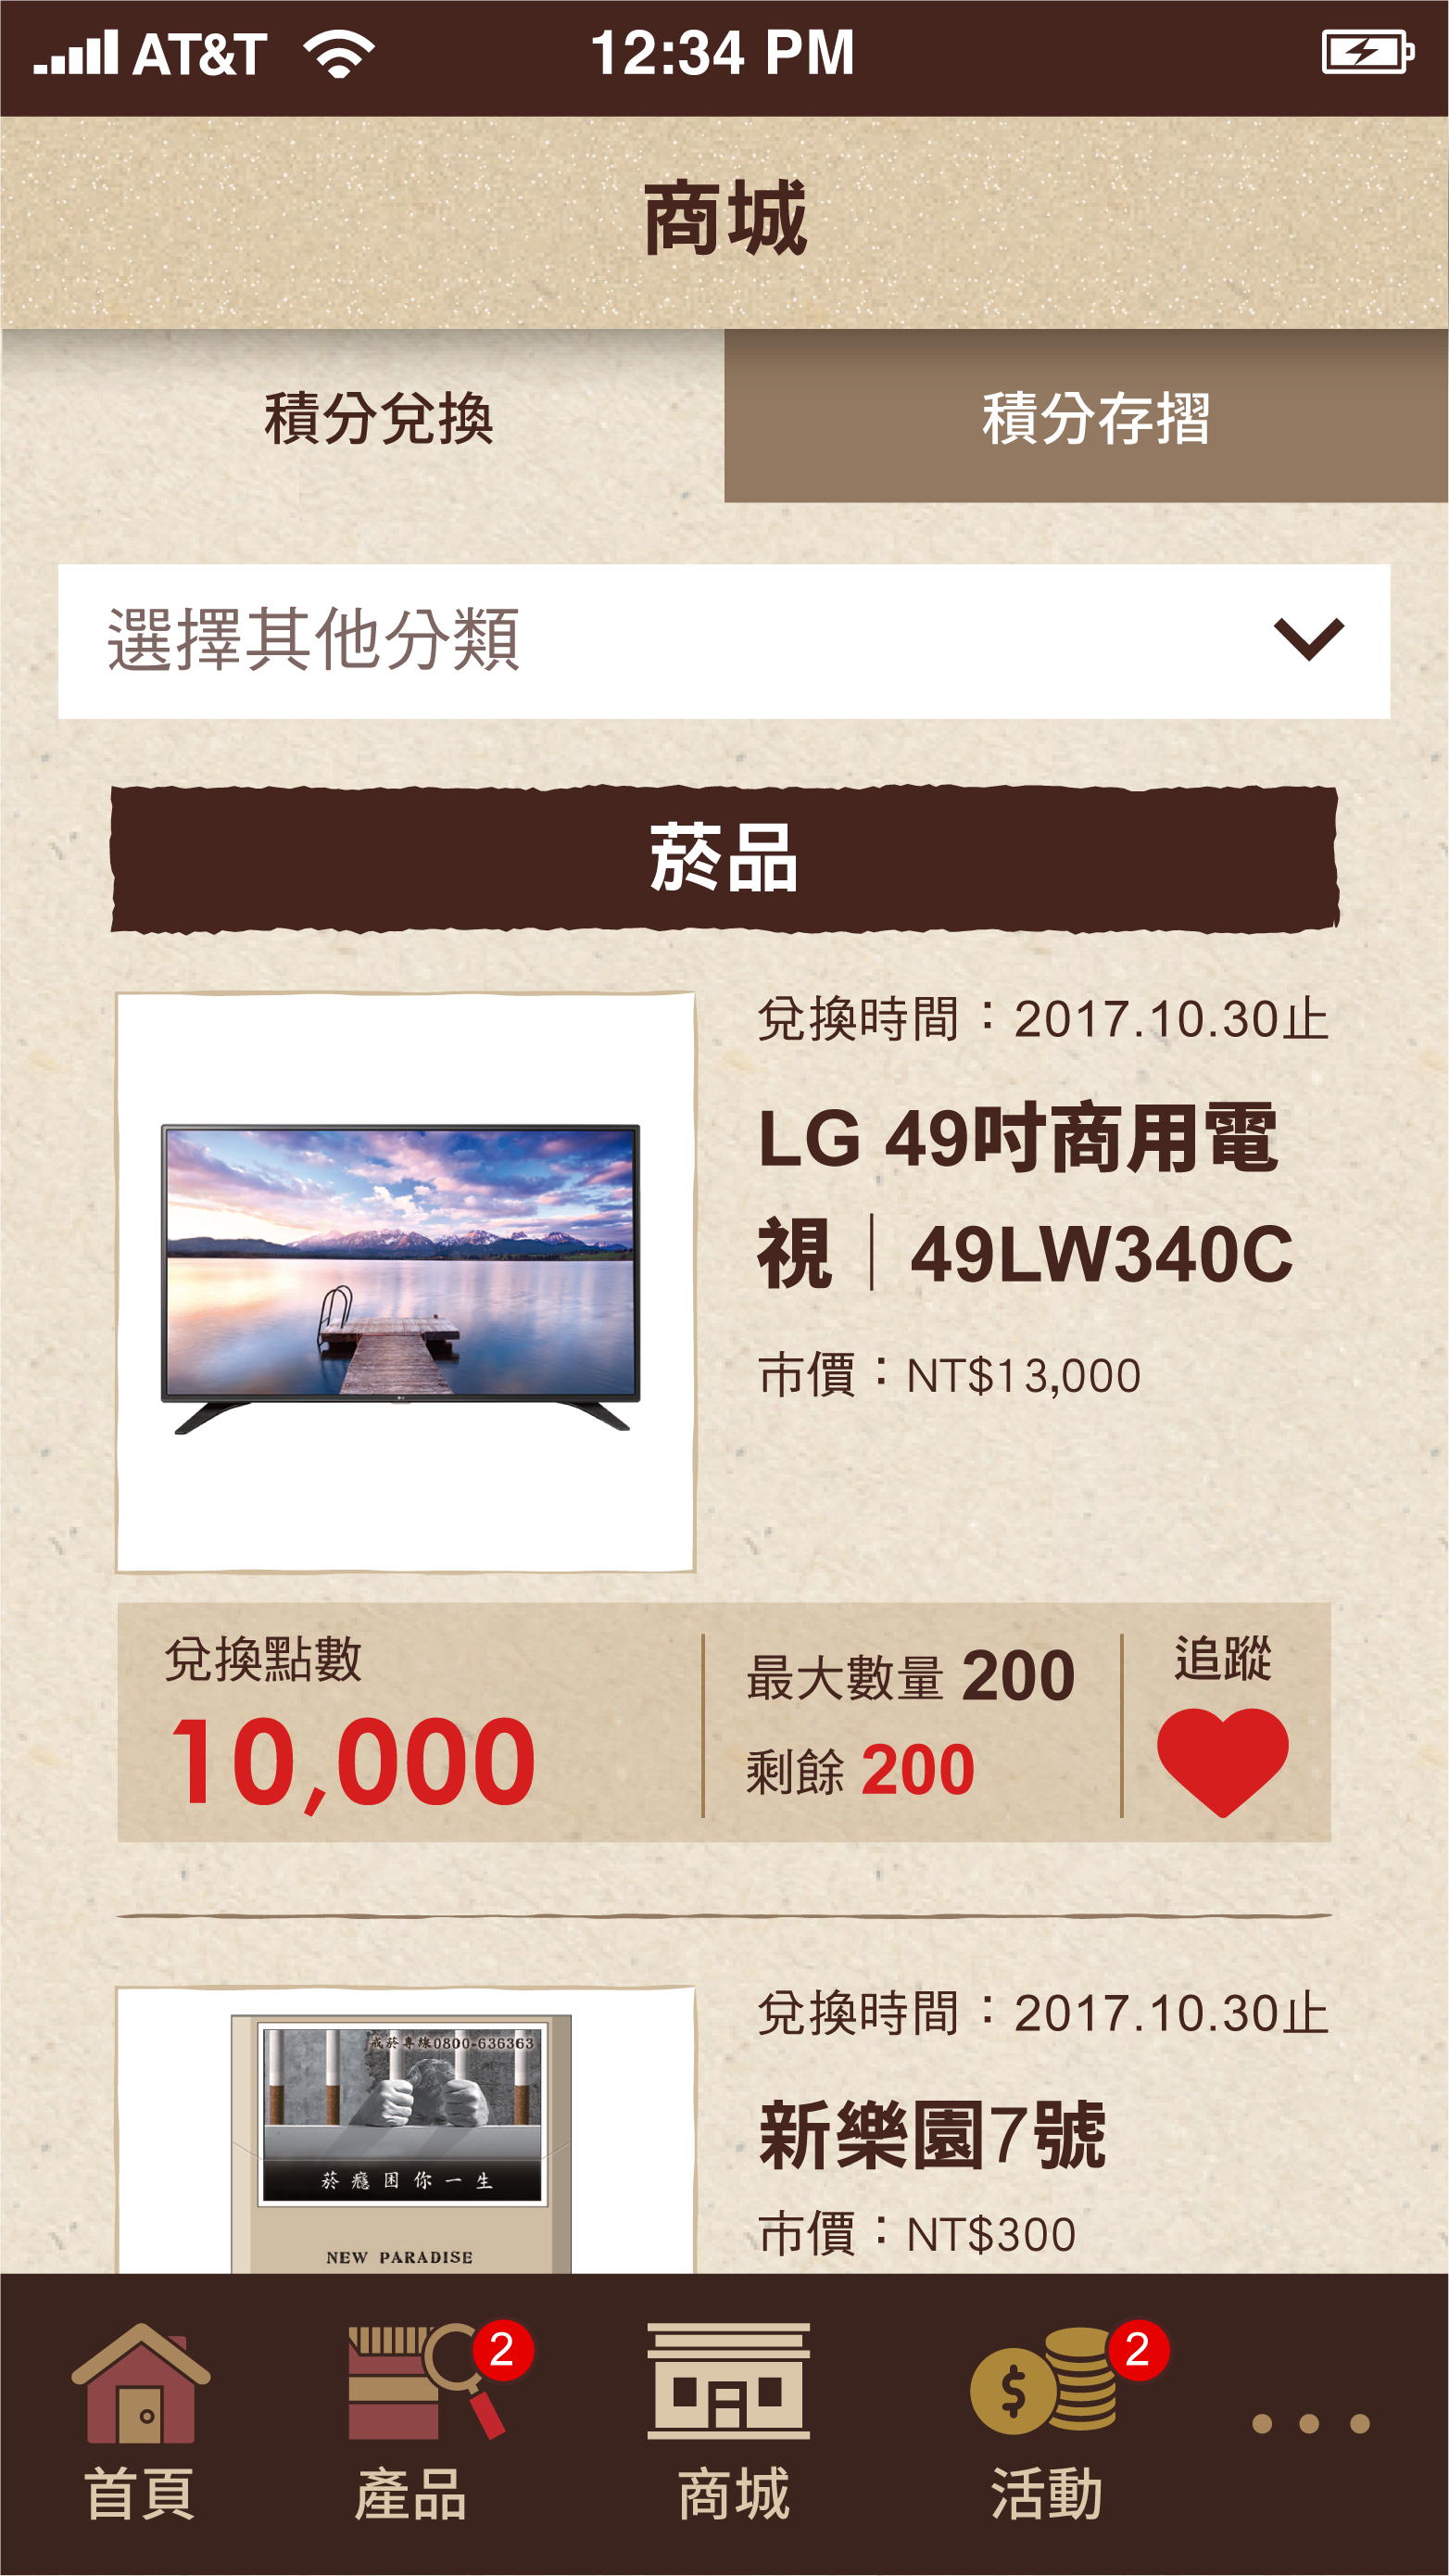 AT&T 12:34 PM
商城
積分兌換 積分存摺
選擇其他分類
菸品
兌換時間：2017.10.30止
LG 49吋商用電
視｜49LW340C
市價：NT$13,000
兌換點數
10,000
最大數量 200
剩餘 200
追蹤
兌換時間：2017.10.30止
新樂園7號
市價：NT$300
戒菸專線0800-636363
菸癮困你一生
NEW PARADISE
2 2
首頁 產品 商城 活動